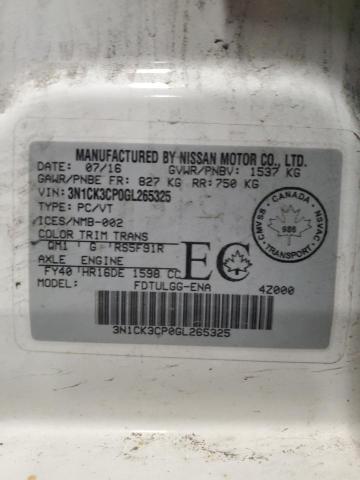 MANUFACTURED BY NISSAN MOTOR CO., LTD.
DATE: 07/16 GVWR/PNBV: 1537 KG
GAWR/PNBE FR: 827 KG RR: 750 KG
VIN: 3N1CK3CP0GL265325
TYPE: PC/VT
ICES/NMB-002
COLOR TRIM TRANS
QM1 G RS5F91R
AXLE ENGINE
FY40 HR16DE 1598 CC
EC
MODEL: FDTULGG-ENA 4Z000
3N1CK3CP0GL265325
CANADA
CMVSS NSVAC
986
TRANSPORT